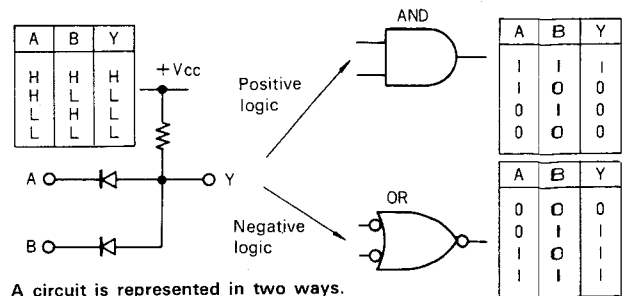 A B Y
H H H
H L L
L H L
L L L
+Vcc
A
Y
B
Positive
logic
Negative
logic
AND
A B Y
1 1 1
1 0 0
0 1 0
0 0 0
OR
A B Y
0 0 0
0 1 1
1 0 1
1 1 1
A circuit is represented in two ways.